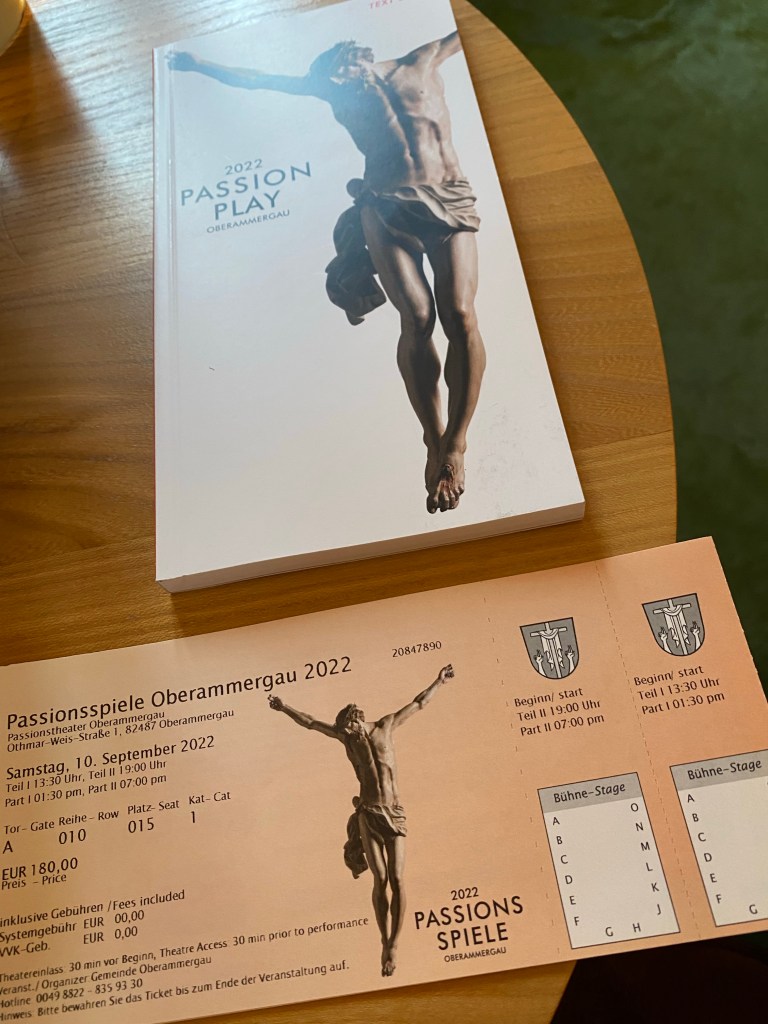 TEXT
2022
PASSION
PLAY
OBERAMMERGAU
Passionsspiele Oberammergau 2022
20847890
Passionstheater Oberammergau
Othmar-Weis-Straße 1, 82487 Oberammergau
Samstag, 10. September 2022
Teil I 13:30 Uhr, Teil II 19:00 Uhr
Part I 01:30 pm, Part II 07:00 pm
Tor- Gate Reihe - Row Platz- Seat Kat- Cat
A 010 015 1
EUR 180,00
Preis - Price
inklusive Gebühren /Fees included
Systemgebühr EUR 00,00
VVK-Geb. EUR 0,00
Theatereinlass 30 min vor Beginn, Theatre Access 30 min prior to performance
Veranst./ Organizer Gemeinde Oberammergau
Hotline 0049 8822 - 835 93 30
Hinweis: Bitte bewahren Sie das Ticket bis zum Ende der Veranstaltung auf.
2022
PASSIONS
SPIELE
OBERAMMERGAU
Beginn/ start
Teil II 19:00 Uhr
Part II 07:00 pm
Bühne-Stage
A O
B N
C M
D L
E K
F J
G H
Beginn/ start
Teil I 13:30 Uhr
Part I 01:30 pm
Bühne-Stage
A
B
C
D
E
F
G